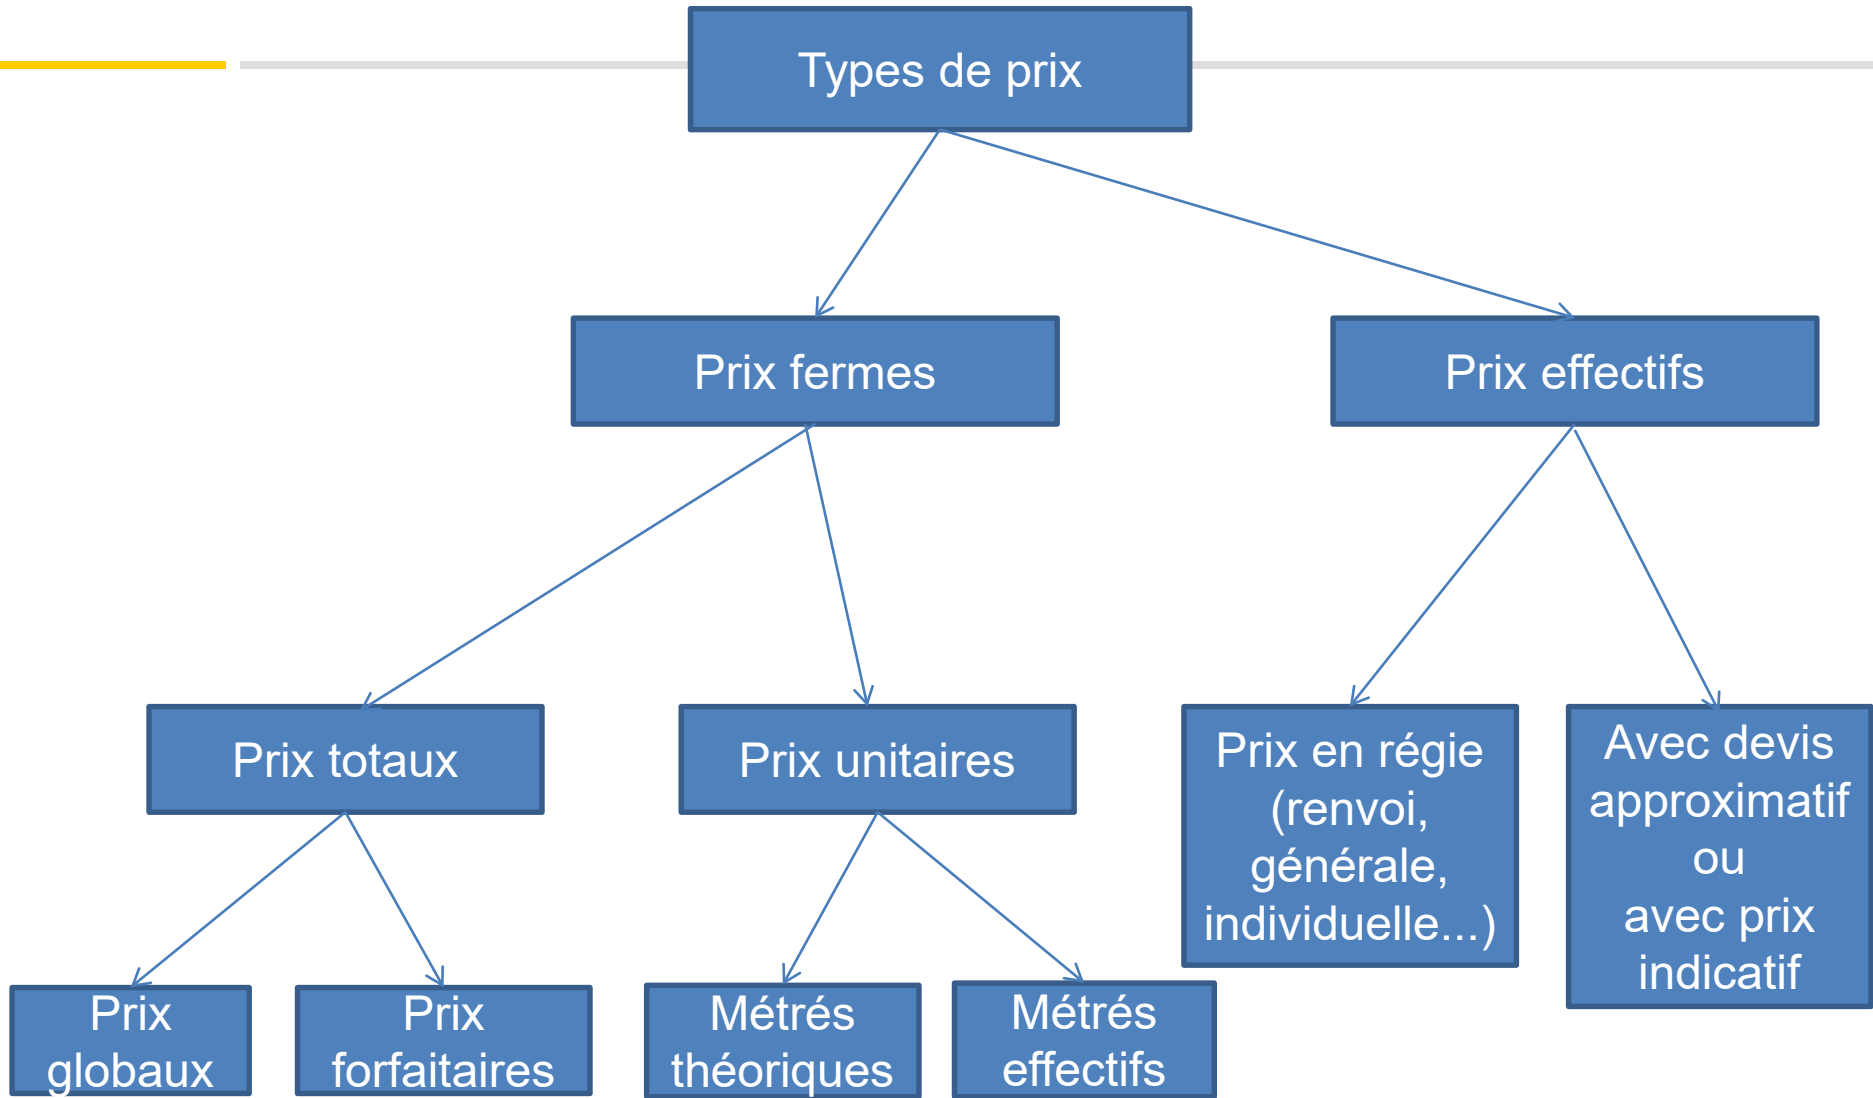 Types de prix
Prix fermes
Prix effectifs
Prix totaux
Prix unitaires
Prix en régie
(renvoi,
générale,
individuelle...)
Avec devis
approximatif
ou
avec prix
indicatif
Prix
globaux
Prix
forfaitaires
Métrés
théoriques
Métrés
effectifs